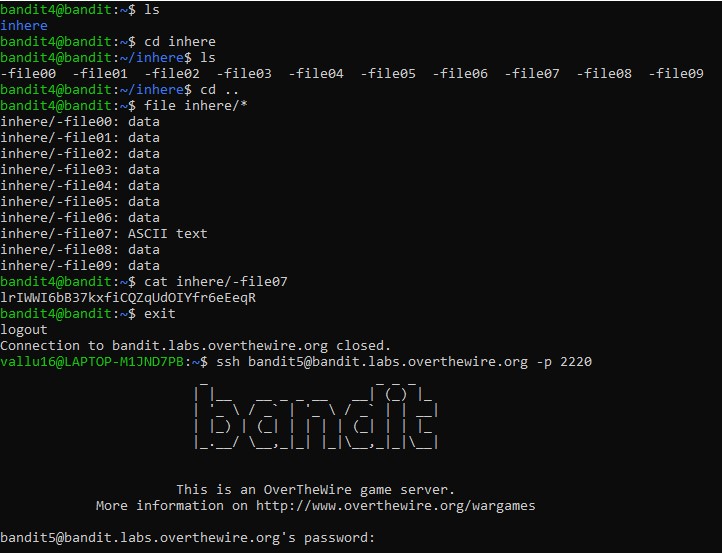 bandit4@bandit:~$ ls
inhere
bandit4@bandit:~$ cd inhere
bandit4@bandit:~/inhere$ ls
-file00  -file01  -file02  -file03  -file04  -file05  -file06  -file07  -file08  -file09
bandit4@bandit:~/inhere$ cd ..
bandit4@bandit:~$ file inhere/*
inhere/-file00: data
inhere/-file01: data
inhere/-file02: data
inhere/-file03: data
inhere/-file04: data
inhere/-file05: data
inhere/-file06: data
inhere/-file07: ASCII text
inhere/-file08: data
inhere/-file09: data
bandit4@bandit:~$ cat inhere/-file07
lrIWWI6bB37kxfiCQZqUdOIYfr6eEeqR
bandit4@bandit:~$ exit
logout
Connection to bandit.labs.overthewire.org closed.
vallu16@LAPTOP-M1JND7PB:~$ ssh bandit5@bandit.labs.overthewire.org -p 2220
bandit
This is an OverTheWire game server.
More information on http://www.overthewire.org/wargames
bandit5@bandit.labs.overthewire.org's password: